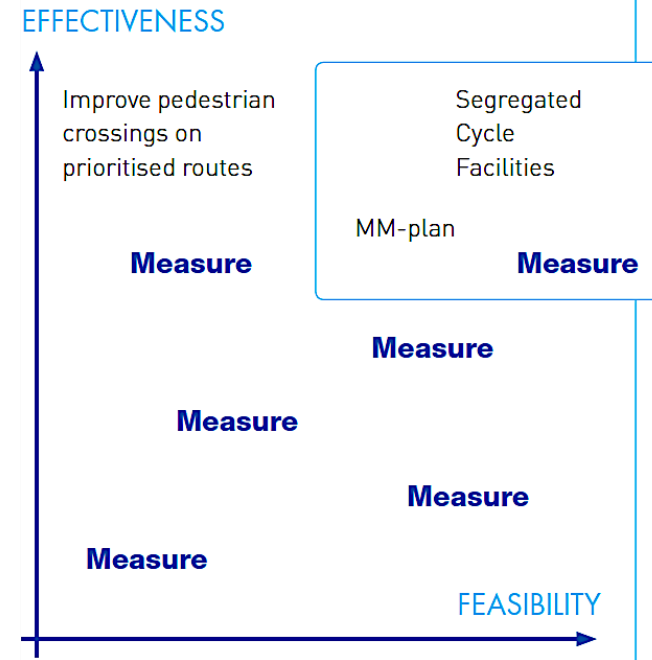 EFFECTIVENESS
Improve pedestrian
crossings on
prioritised routes
Segregated
Cycle
Facilities
MM-plan
Measure
Measure
Measure
Measure
Measure
Measure
FEASIBILITY